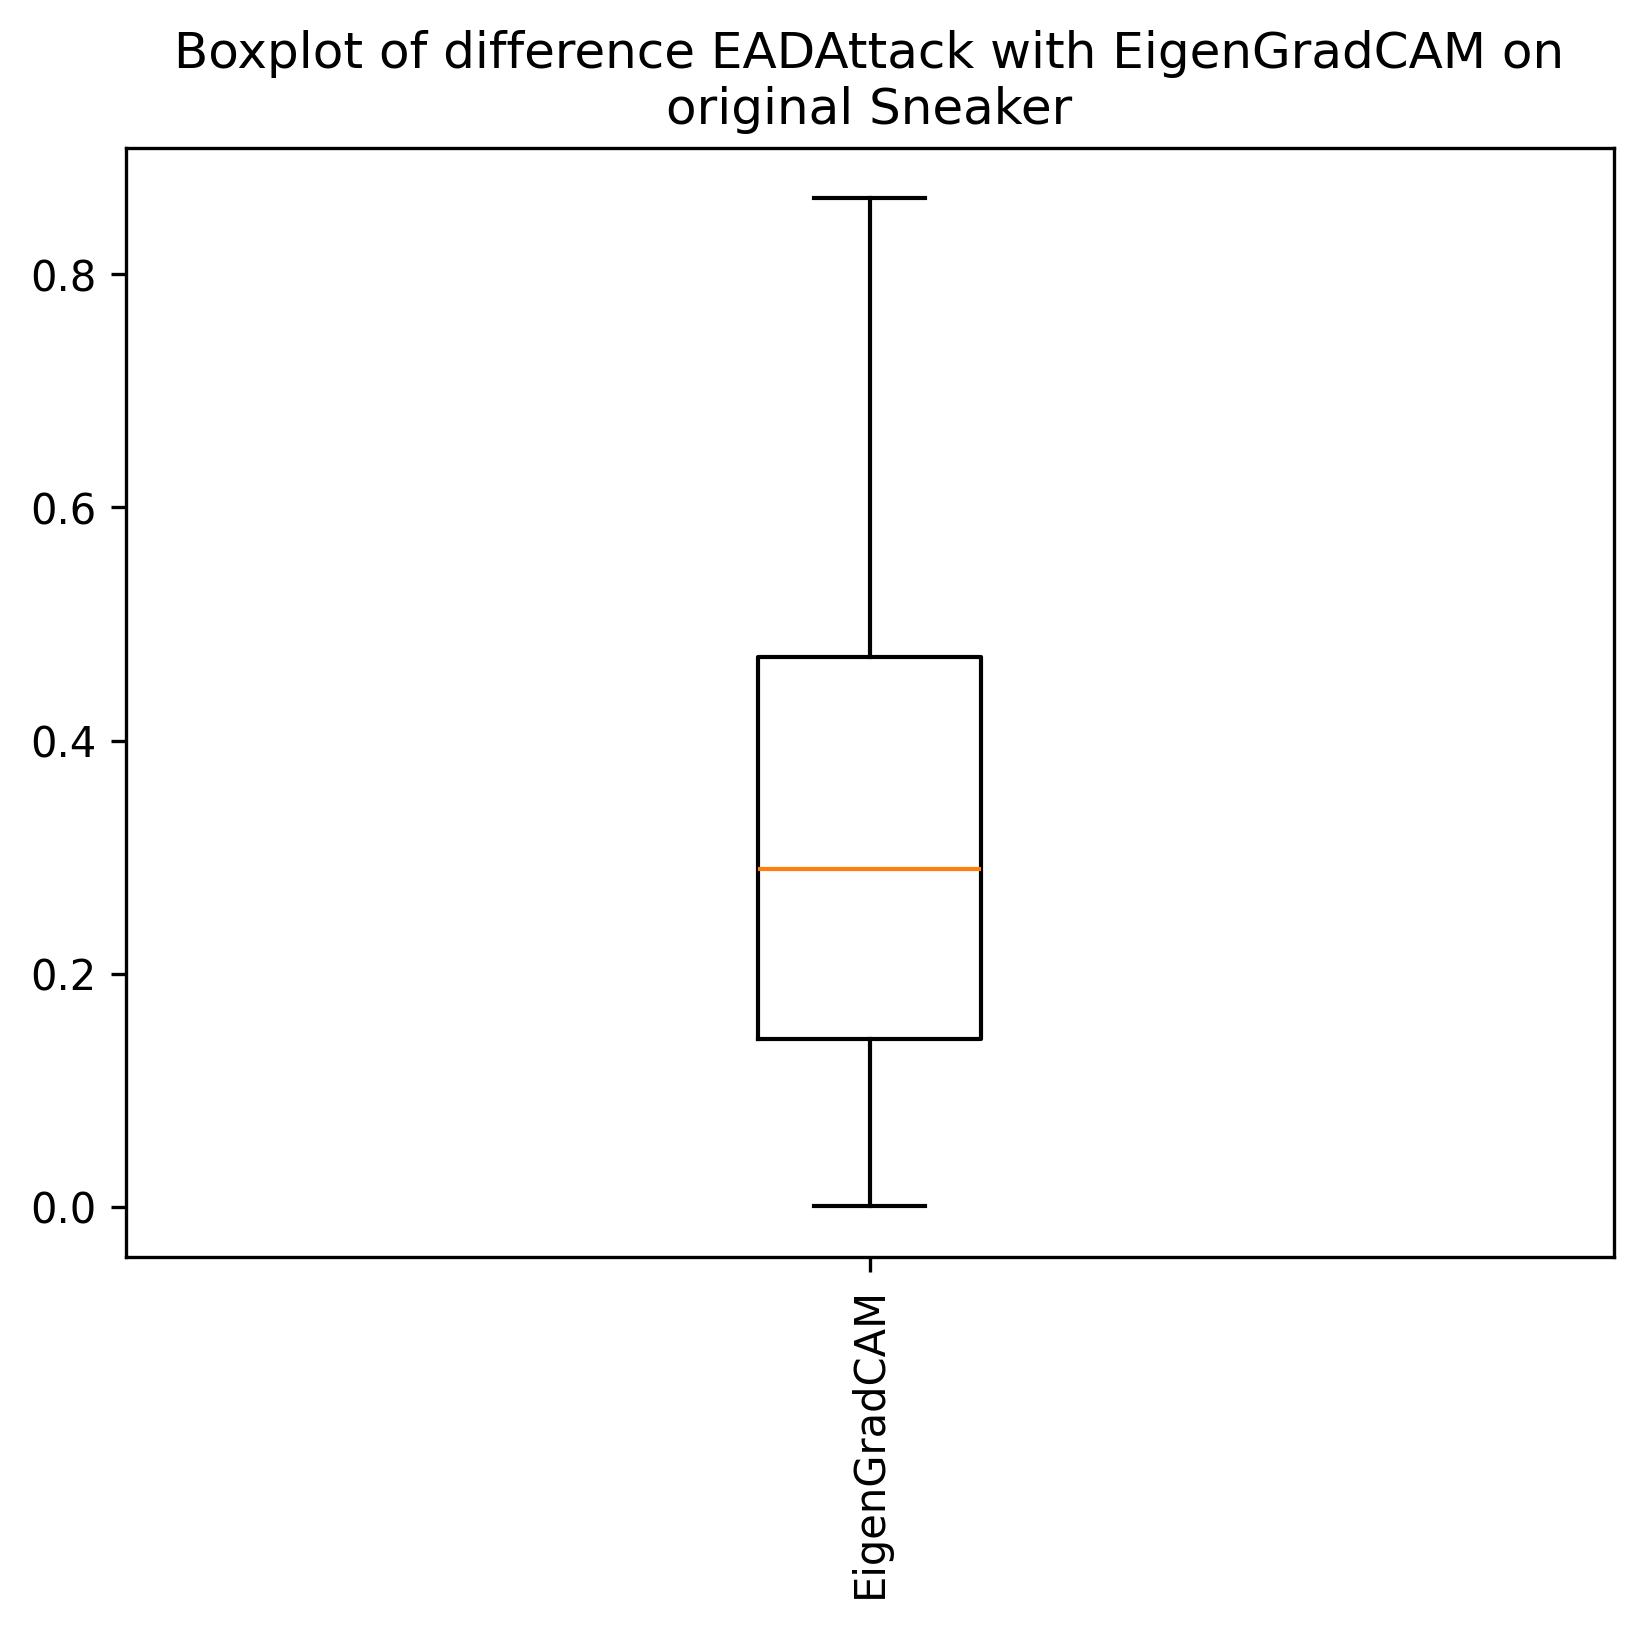 Boxplot of difference EADAttack with EigenGradCAM on
original Sneaker
0.8
0.6
0.4
0.2
0.0
EigenGradCAM